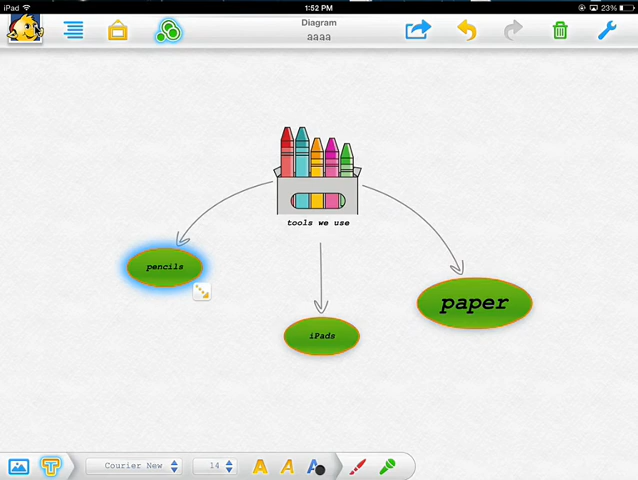 iPad
1:52 PM
23%
Diagram
aaaa
tools we use
pencils
paper
iPads
T
Courier New
14
A
A
A